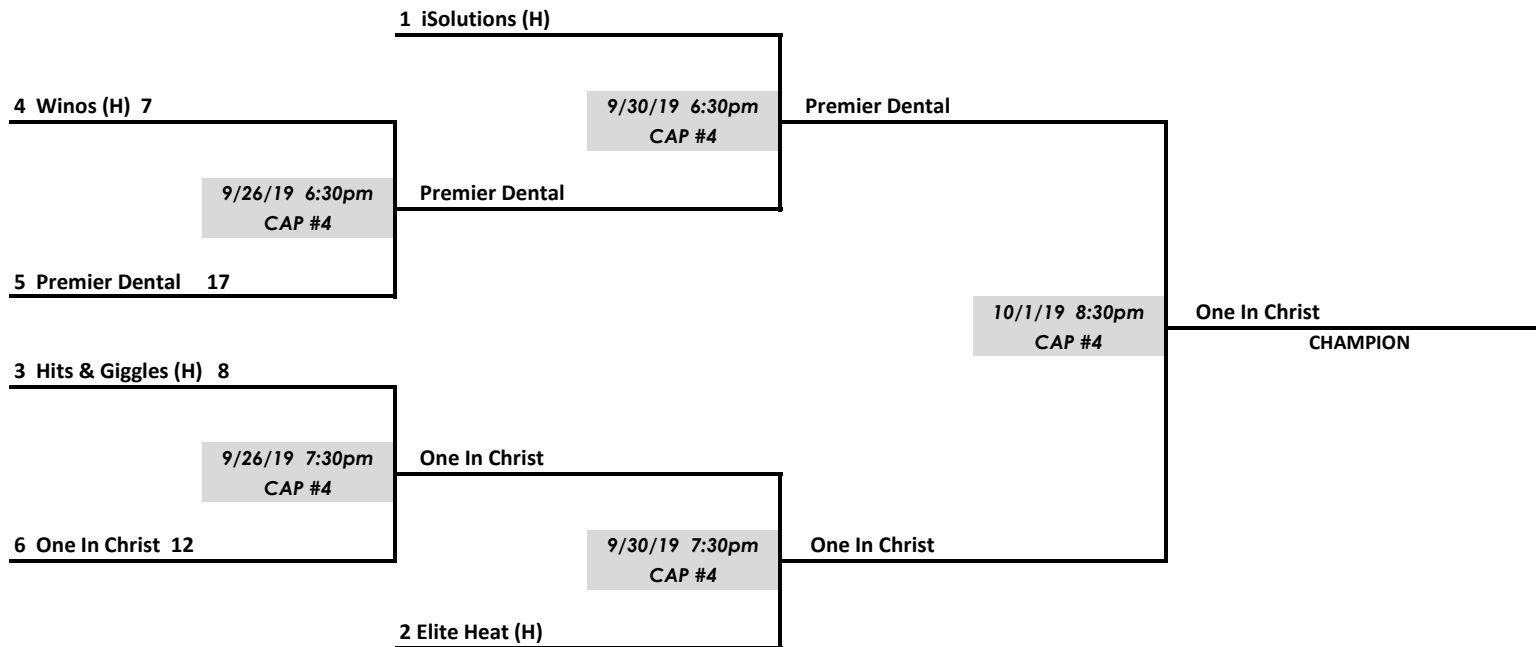 1 iSolutions (H)
4 Winos (H) 7
9/30/19 6:30pm
CAP #4
Premier Dental
9/26/19 6:30pm
CAP #4
Premier Dental
5 Premier Dental 17
10/1/19 8:30pm
CAP #4
One In Christ
CHAMPION
3 Hits & Giggles (H) 8
9/26/19 7:30pm
CAP #4
One In Christ
6 One In Christ 12
9/30/19 7:30pm
CAP #4
One In Christ
2 Elite Heat (H)